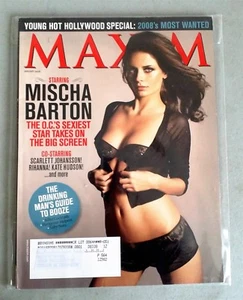 YOUNG HOLLYWOOD SPECIAL: 2008's MOST WANTED
MAXIM
STARRING
MISCHA
BARTON
THE O.C.'S SEXIEST
STAR TAKES ON
THE BIG SCREEN
CO-STARRING
SCARLETT JOHANSSON!
RIHANNA! KATE HUDSON!
...and more
THE
DRINKING
MAN'S GUIDE
TO BOOZE